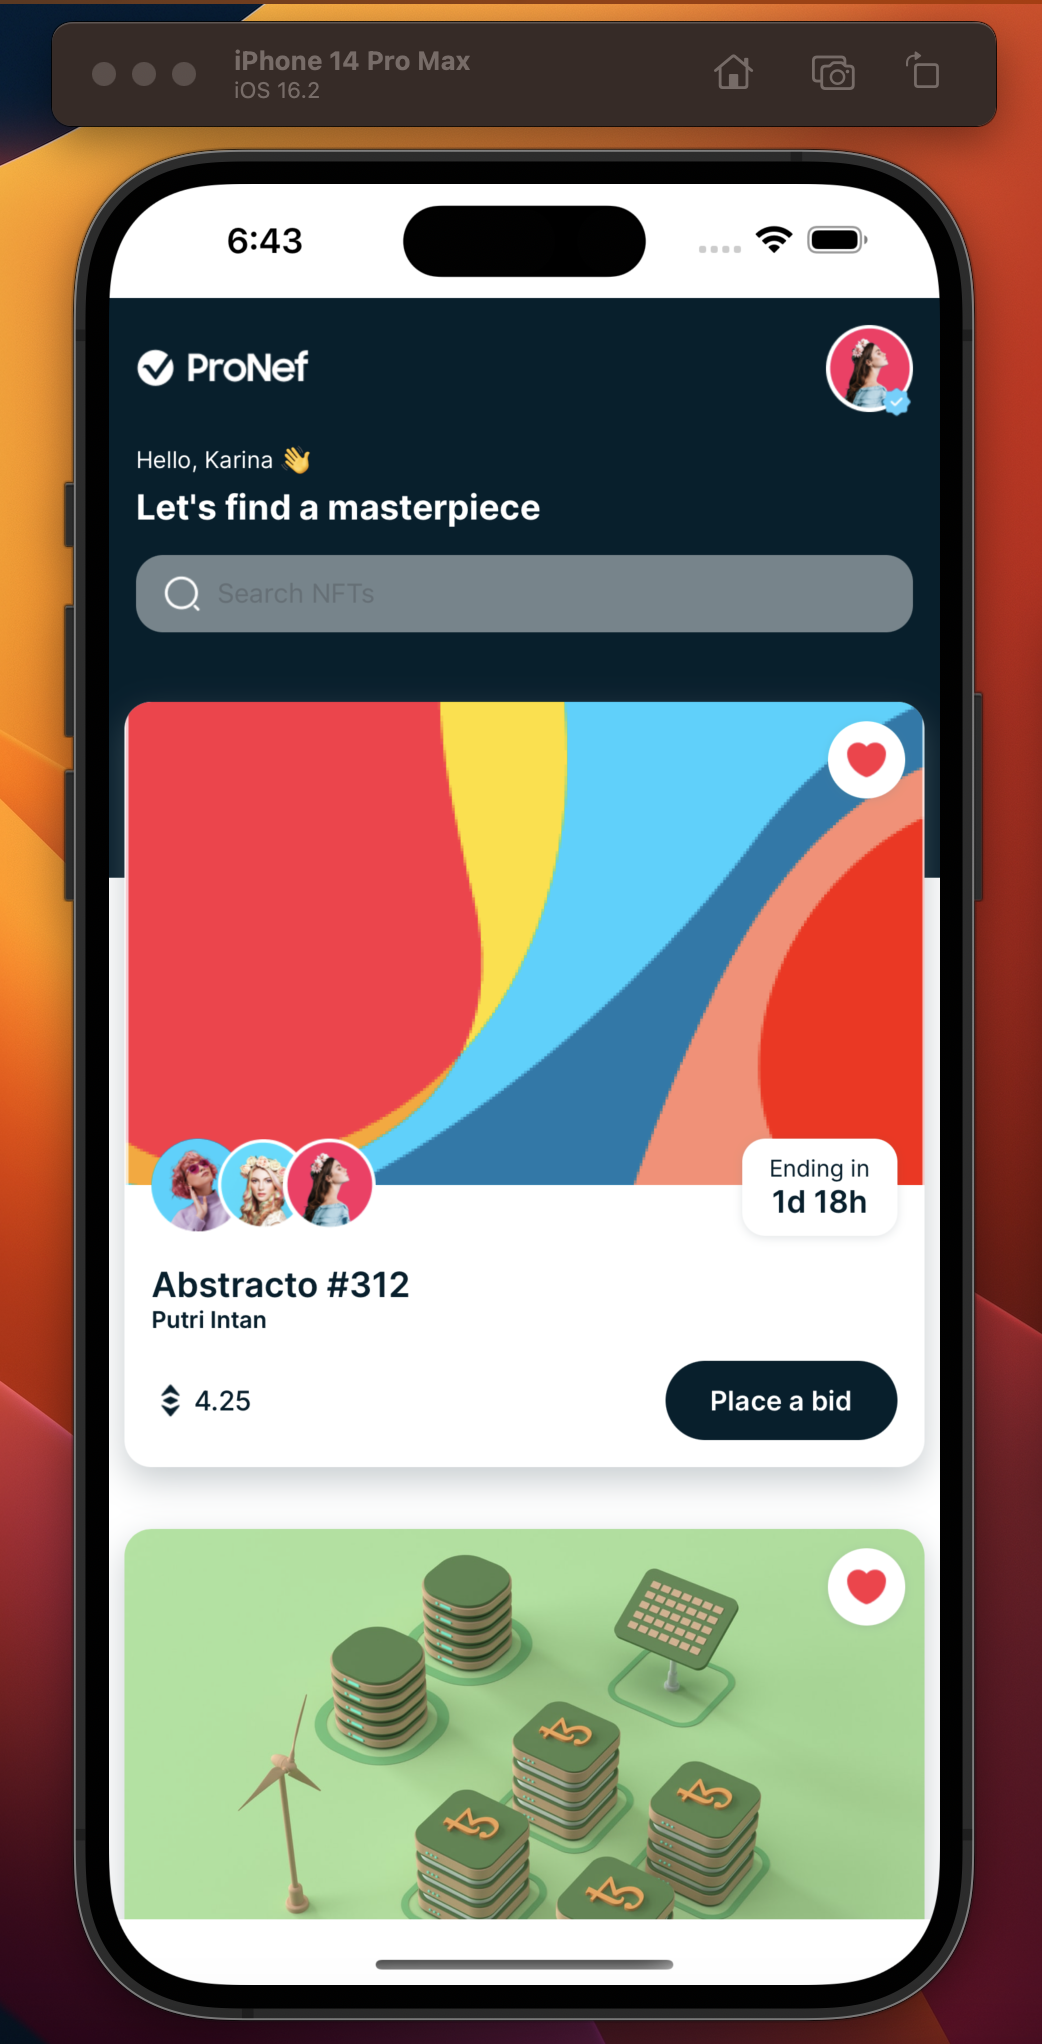 iPhone 14 Pro Max
iOS 16.2
6:43
ProNef
Hello, Karina 👋
Let's find a masterpiece
Search NFTs
Ending in
1d 18h
Abstracto #312
Putri Intan
4.25
Place a bid